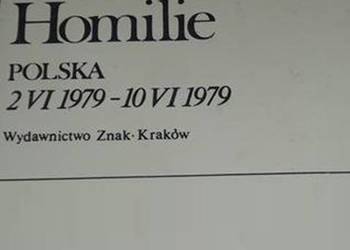 Homilie
POLSKA
2 VI 1979 – 10 VI 1979
Wydawnictwo Znak · Kraków